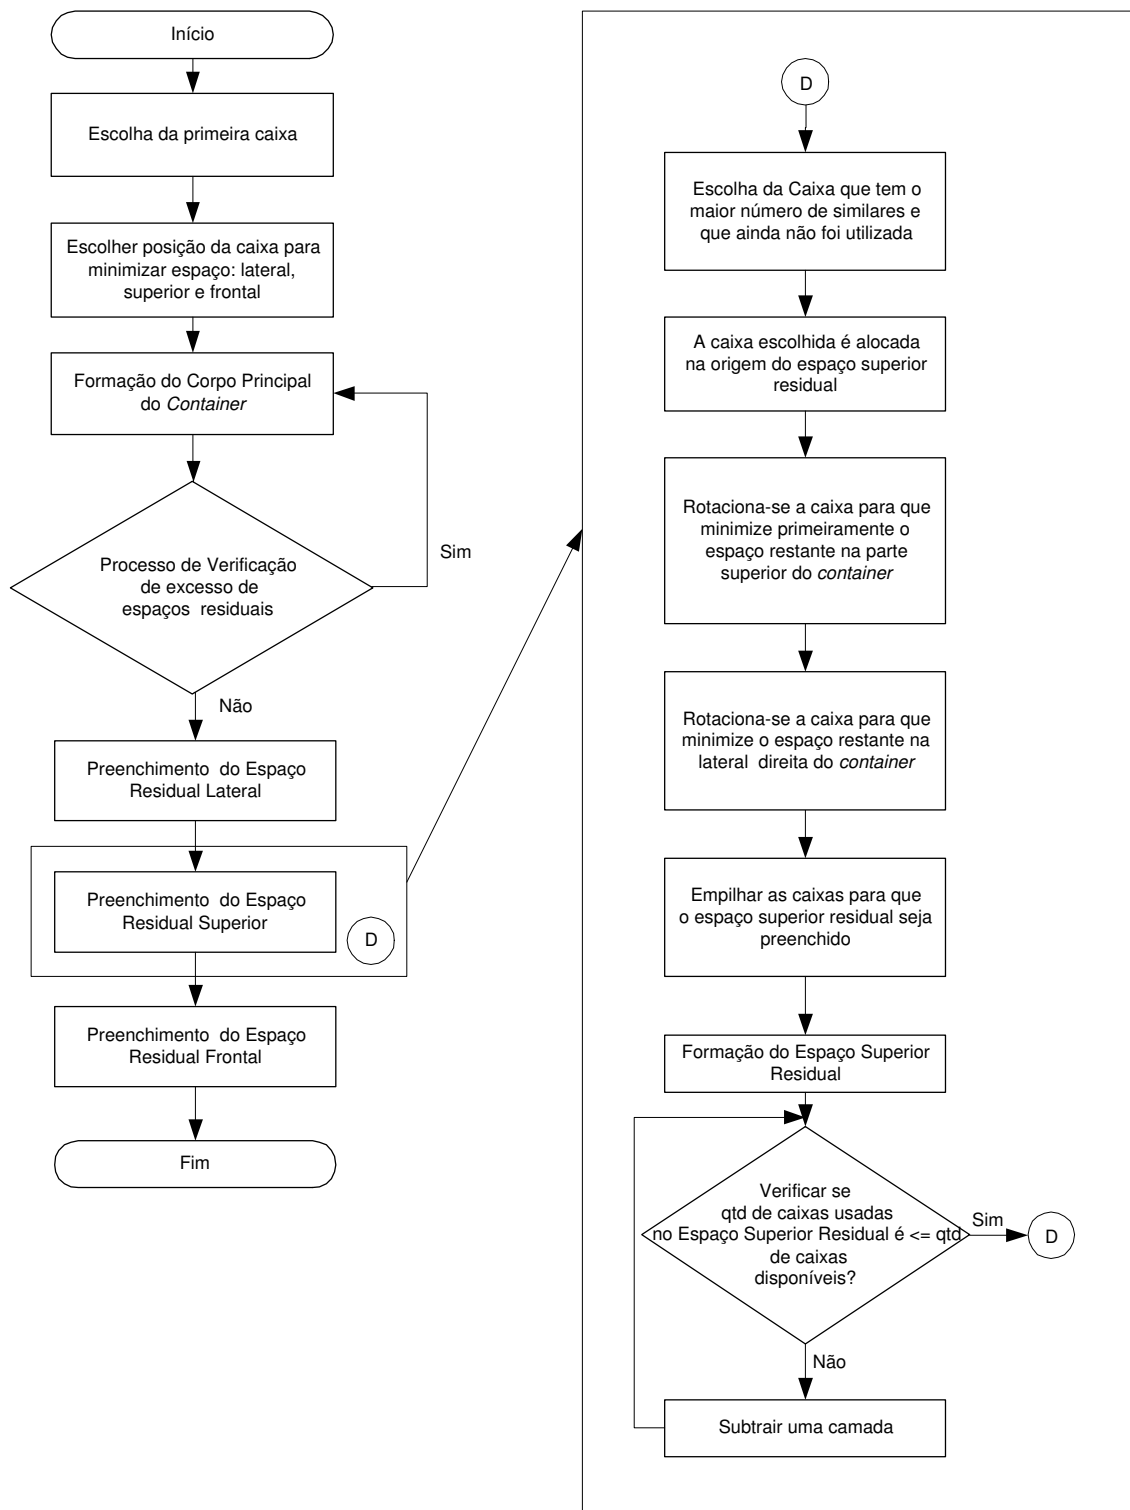 Início
Escolha da primeira caixa
Escolher posição da caixa para
minimizar espaço: lateral,
superior e frontal
Formação do Corpo Principal
do Container
Processo de Verificação
de excesso de
espaços residuais
Sim
Não
Preenchimento do Espaço
Residual Lateral
Preenchimento do Espaço
Residual Superior
D
Preenchimento do Espaço
Residual Frontal
Fim
D
Escolha da Caixa que tem o
maior número de similares e
que ainda não foi utilizada
A caixa escolhida é alocada
na origem do espaço superior
residual
Rotaciona-se a caixa para que
minimize primeiramente o
espaço restante na parte
superior do container
Rotaciona-se a caixa para que
minimize o espaço restante na
lateral direita do container
Empilhar as caixas para que
o espaço superior residual seja
preenchido
Formação do Espaço Superior
Residual
Verificar se
qtd de caixas usadas
no Espaço Superior Residual é <= qtd
de caixas
disponíveis?
Sim
D
Não
Subtrair uma camada